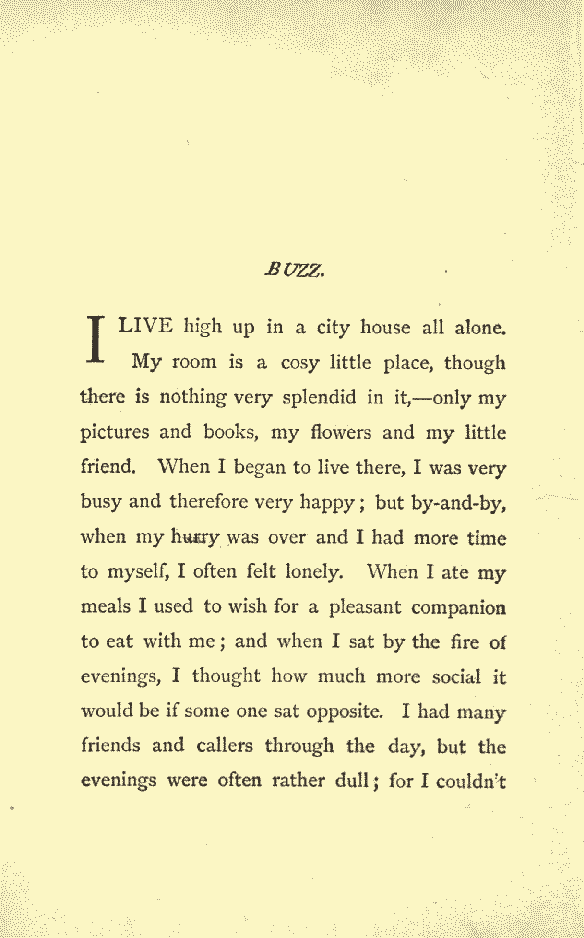 BUZZ.
I LIVE high up in a city house all alone.
My room is a cosy little place, though
there is nothing very splendid in it,—only my
pictures and books, my flowers and my little
friend. When I began to live there, I was very
busy and therefore very happy; but by-and-by,
when my hurry was over and I had more time
to myself, I often felt lonely. When I ate my
meals I used to wish for a pleasant companion
to eat with me; and when I sat by the fire of
evenings, I thought how much more social it
would be if some one sat opposite. I had many
friends and callers through the day, but the
evenings were often rather dull; for I couldn't